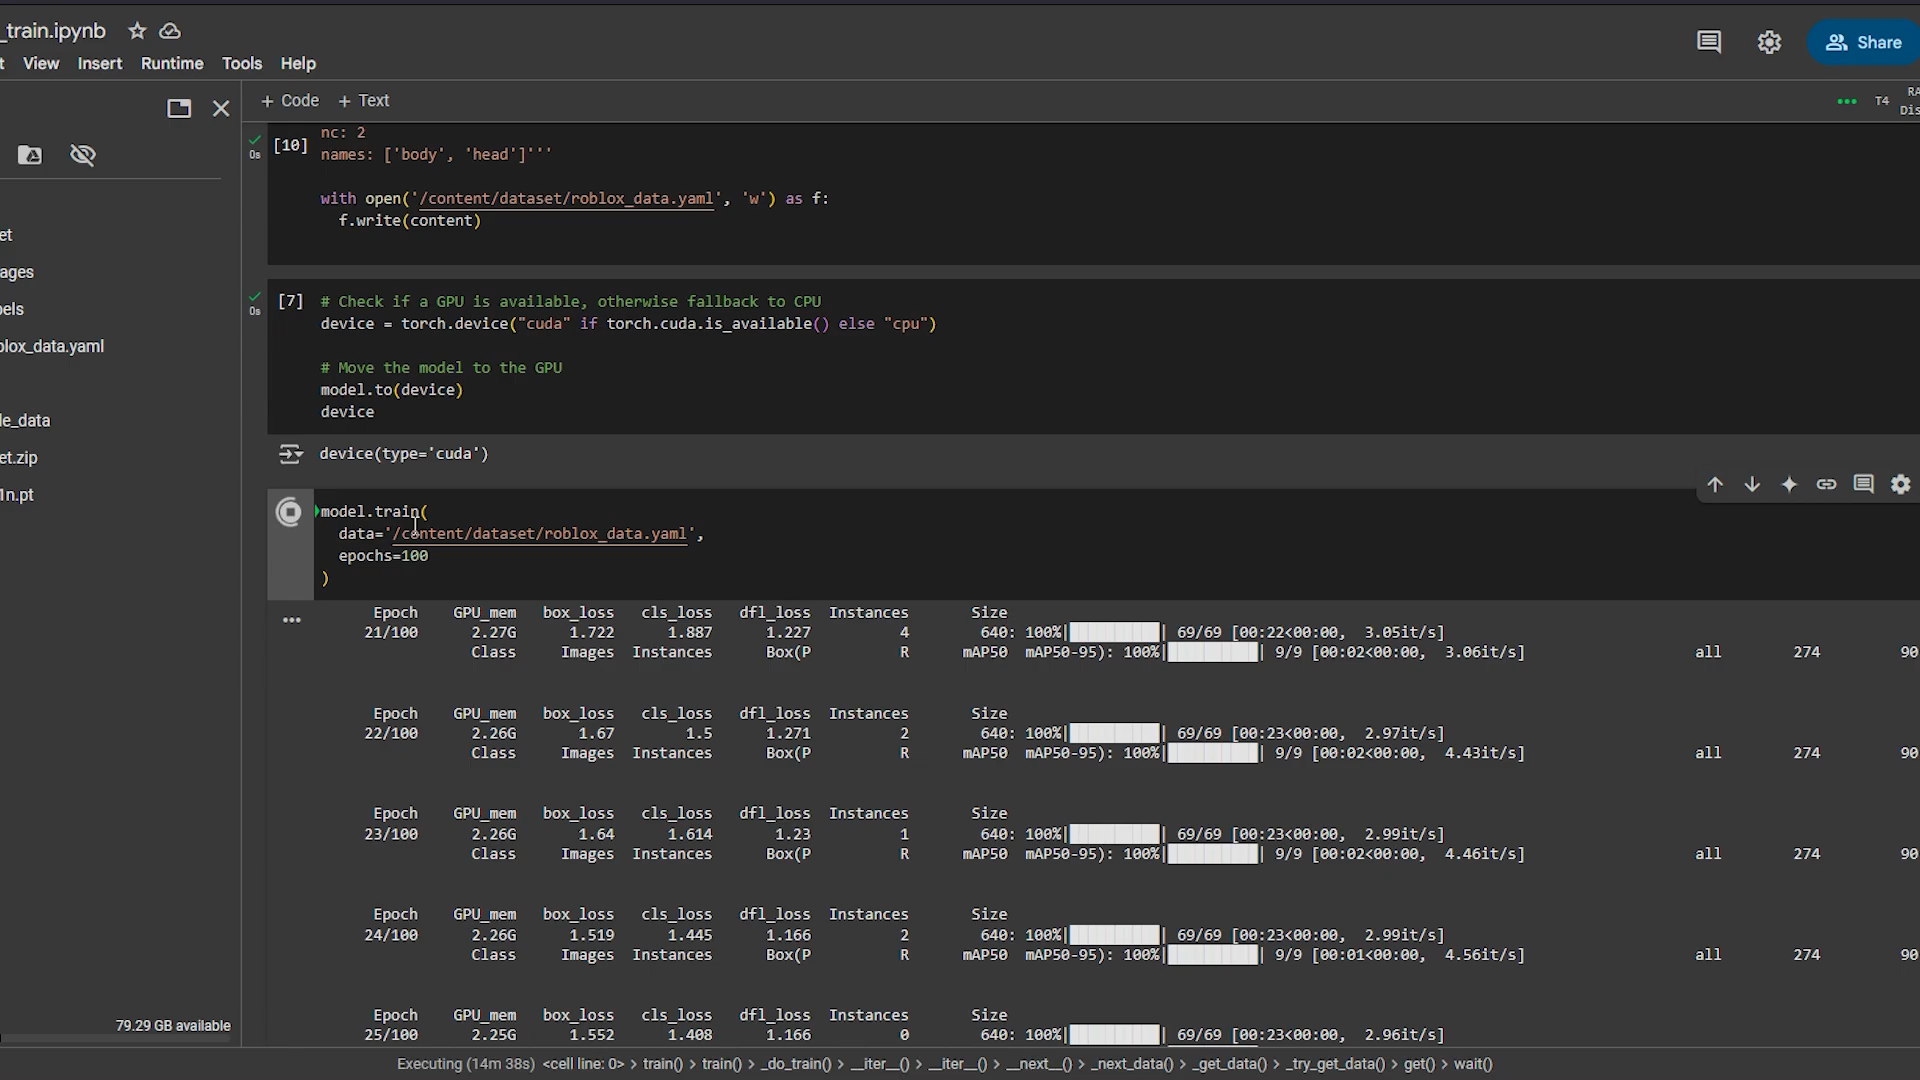 _train.ipynb
t View Insert Runtime Tools Help
Share
+ Code + Text
T4
RA
Dis
et
ages
els
blox_data.yaml
le_data
et.zip
1n.pt
79.29 GB available
0s
[10]
nc: 2
names: ['body', 'head']'''
with open('/content/dataset/roblox_data.yaml', 'w') as f:
f.write(content)
0s
[7]
# Check if a GPU is available, otherwise fallback to CPU
device = torch.device("cuda" if torch.cuda.is_available() else "cpu")
# Move the model to the GPU
model.to(device)
device
device(type='cuda')
model.train(
data='/content/dataset/roblox_data.yaml',
epochs=100
)
Epoch GPU_mem box_loss cls_loss dfl_loss Instances Size
21/100 2.27G 1.722 1.887 1.227 4 640: 100%|██████████| 69/69 [00:22<00:00, 3.05it/s]
Class Images Instances Box(P R mAP50 mAP50-95): 100%|██████████| 9/9 [00:02<00:00, 3.06it/s] all 274 90
Epoch GPU_mem box_loss cls_loss dfl_loss Instances Size
22/100 2.26G 1.67 1.5 1.271 2 640: 100%|██████████| 69/69 [00:23<00:00, 2.97it/s]
Class Images Instances Box(P R mAP50 mAP50-95): 100%|██████████| 9/9 [00:02<00:00, 4.43it/s] all 274 90
Epoch GPU_mem box_loss cls_loss dfl_loss Instances Size
23/100 2.26G 1.64 1.614 1.23 1 640: 100%|██████████| 69/69 [00:23<00:00, 2.99it/s]
Class Images Instances Box(P R mAP50 mAP50-95): 100%|██████████| 9/9 [00:02<00:00, 4.46it/s] all 274 90
Epoch GPU_mem box_loss cls_loss dfl_loss Instances Size
24/100 2.26G 1.519 1.445 1.166 2 640: 100%|██████████| 69/69 [00:23<00:00, 2.99it/s]
Class Images Instances Box(P R mAP50 mAP50-95): 100%|██████████| 9/9 [00:01<00:00, 4.56it/s] all 274 90
Epoch GPU_mem box_loss cls_loss dfl_loss Instances Size
25/100 2.25G 1.552 1.408 1.166 0 640: 100%|██████████| 69/69 [00:23<00:00, 2.96it/s]
Executing (14m 38s) <cell line: 0> > train() > train() > _do_train() > __iter__() > __iter__() > __next__() > _next_data() > _get_data() > _try_get_data() > get() > wait()